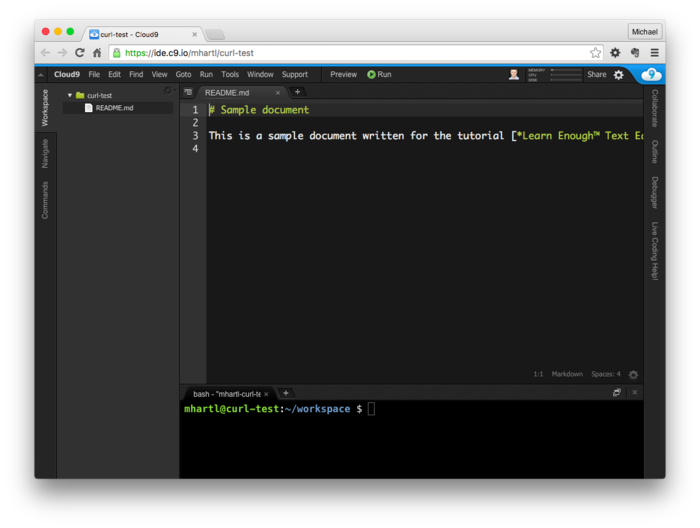 curl-test - Cloud9
Michael
https://ide.c9.io/mhartl/curl-test
Cloud9 File Edit Find View Goto Run Tools Window Support Preview Run MEMORY CPU DISK Share
Workspace
Navigate
Commands
curl-test
README.md
README.md
1 # Sample document
2
3 This is a sample document written for the tutorial [*Learn Enough™ Text Ed
4
1:1 Markdown Spaces: 4
Collaborate
Outline
Debugger
Live Coding Help!
bash - "mhartl-curl-te
mhartl@curl-test:~/workspace $